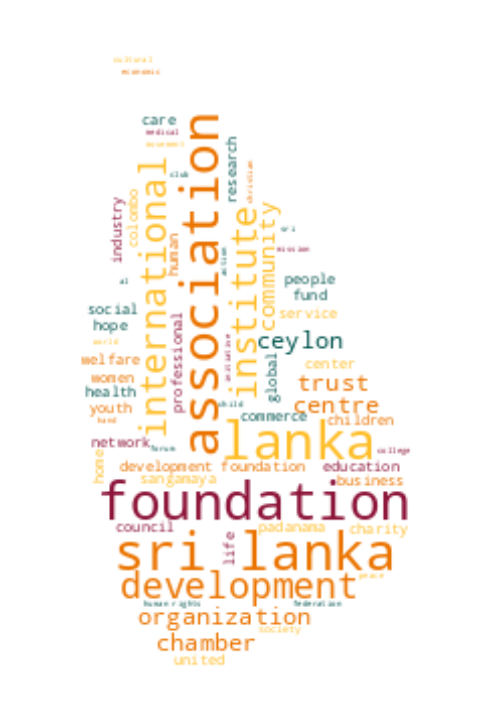 cultural
economic
care
medical
movement
club
association
research
christian
international
industry
colombo
human
institute
community
sri
mission
action
al
people
fund
social
hope
service
professional
initiative
ceylon
world
welfare
women
health
youth
hand
global
center
trust
centre
child
commerce
children
lanka
network
forum
college
home
development foundation
education
sangamaya
business
foundation
council
life
padanama
charity
sri lanka
development
peace
human rights
federation
organization
society
chamber
united